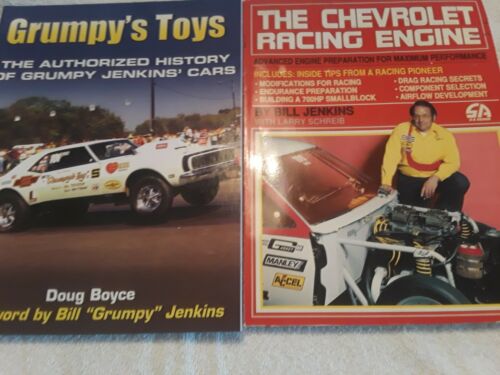 Grumpy's Toys
THE AUTHORIZED HISTORY
OF GRUMPY JENKINS' CARS
Grumpy's Toy
Doug Boyce
word by Bill "Grumpy" Jenkins
THE CHEVROLET
RACING ENGINE
ADVANCED ENGINE PREPARATION FOR MAXIMUM PERFORMANCE
INCLUDES: INSIDE TIPS FROM A RACING PIONEER
• MODIFICATIONS FOR RACING
• ENDURANCE PREPARATION
• BUILDING A 700HP SMALLBLOCK
• DRAG RACING SECRETS
• COMPONENT SELECTION
• AIRFLOW DEVELOPMENT
BY BILL JENKINS
WITH LARRY SCHREIB
SA
MANLEY
ACCEL